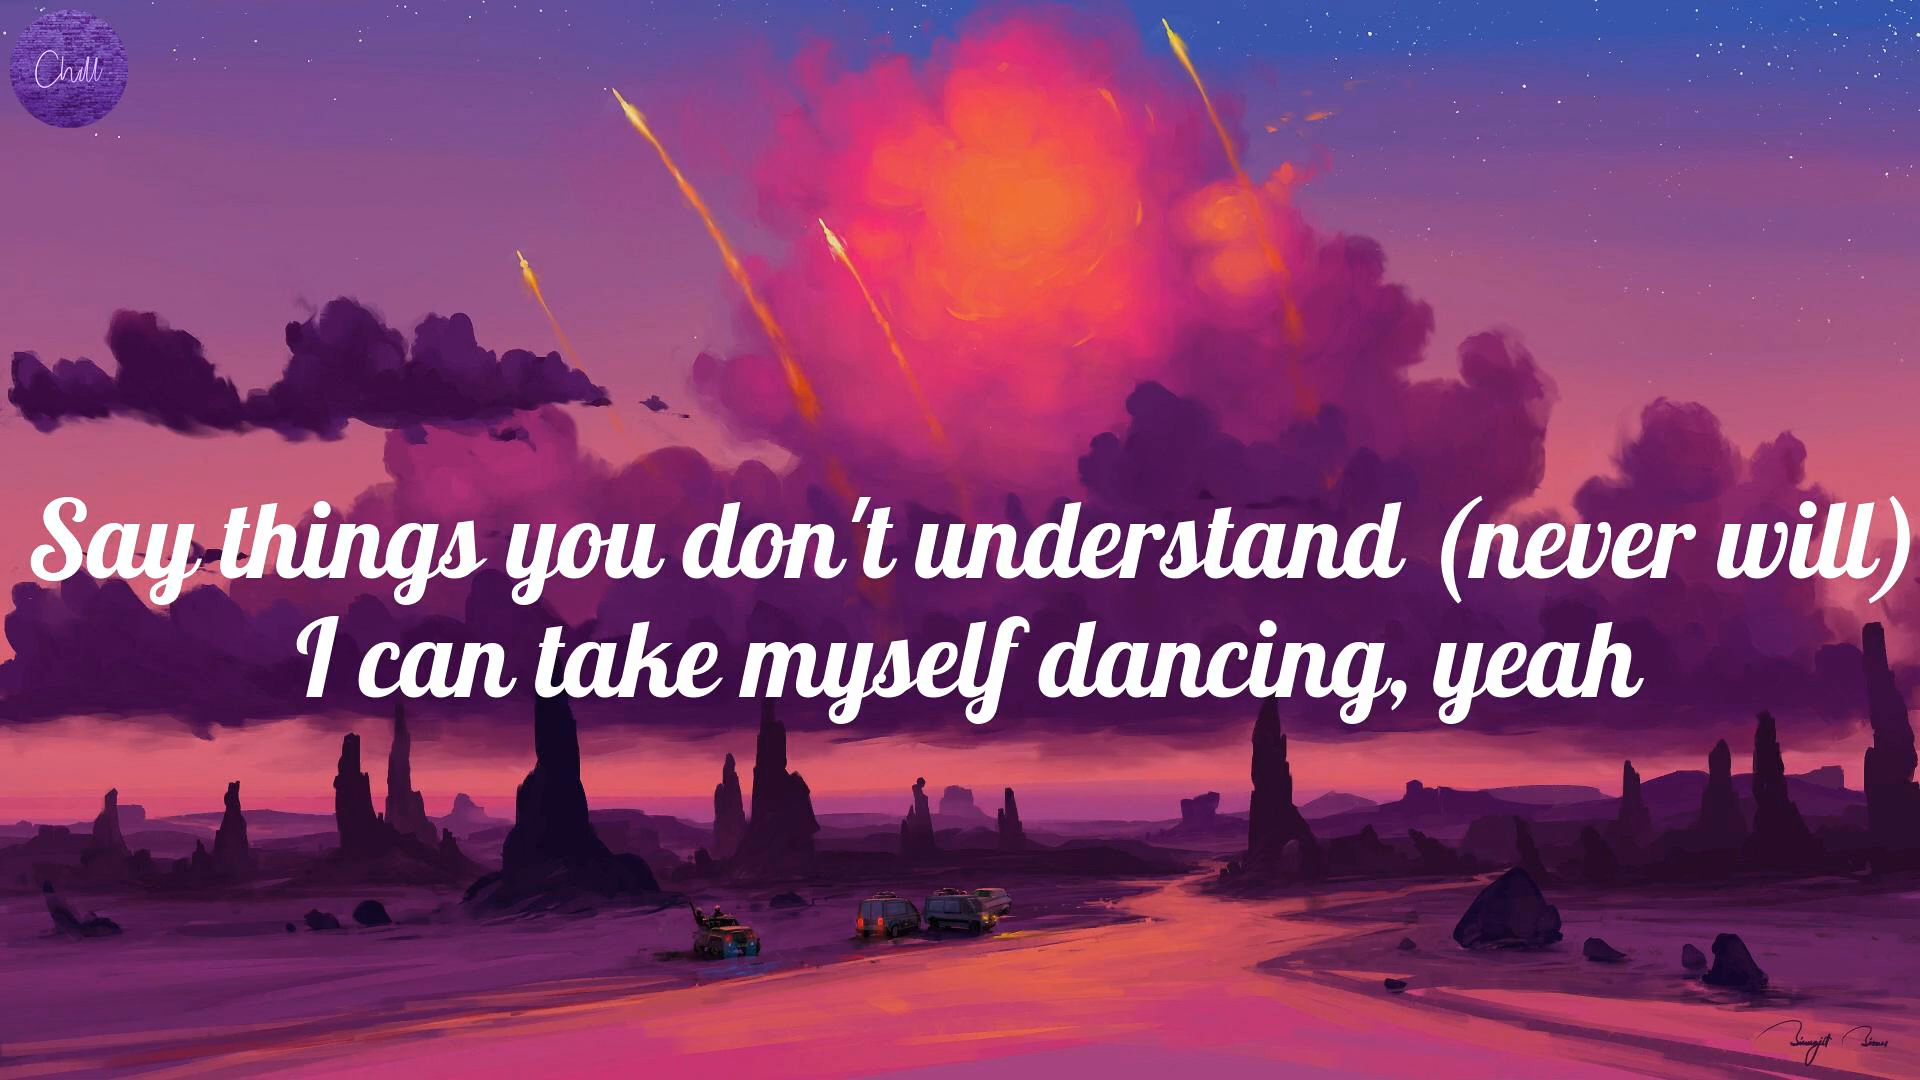 Chill
Say things you don't understand (never will)
I can take myself dancing, yeah